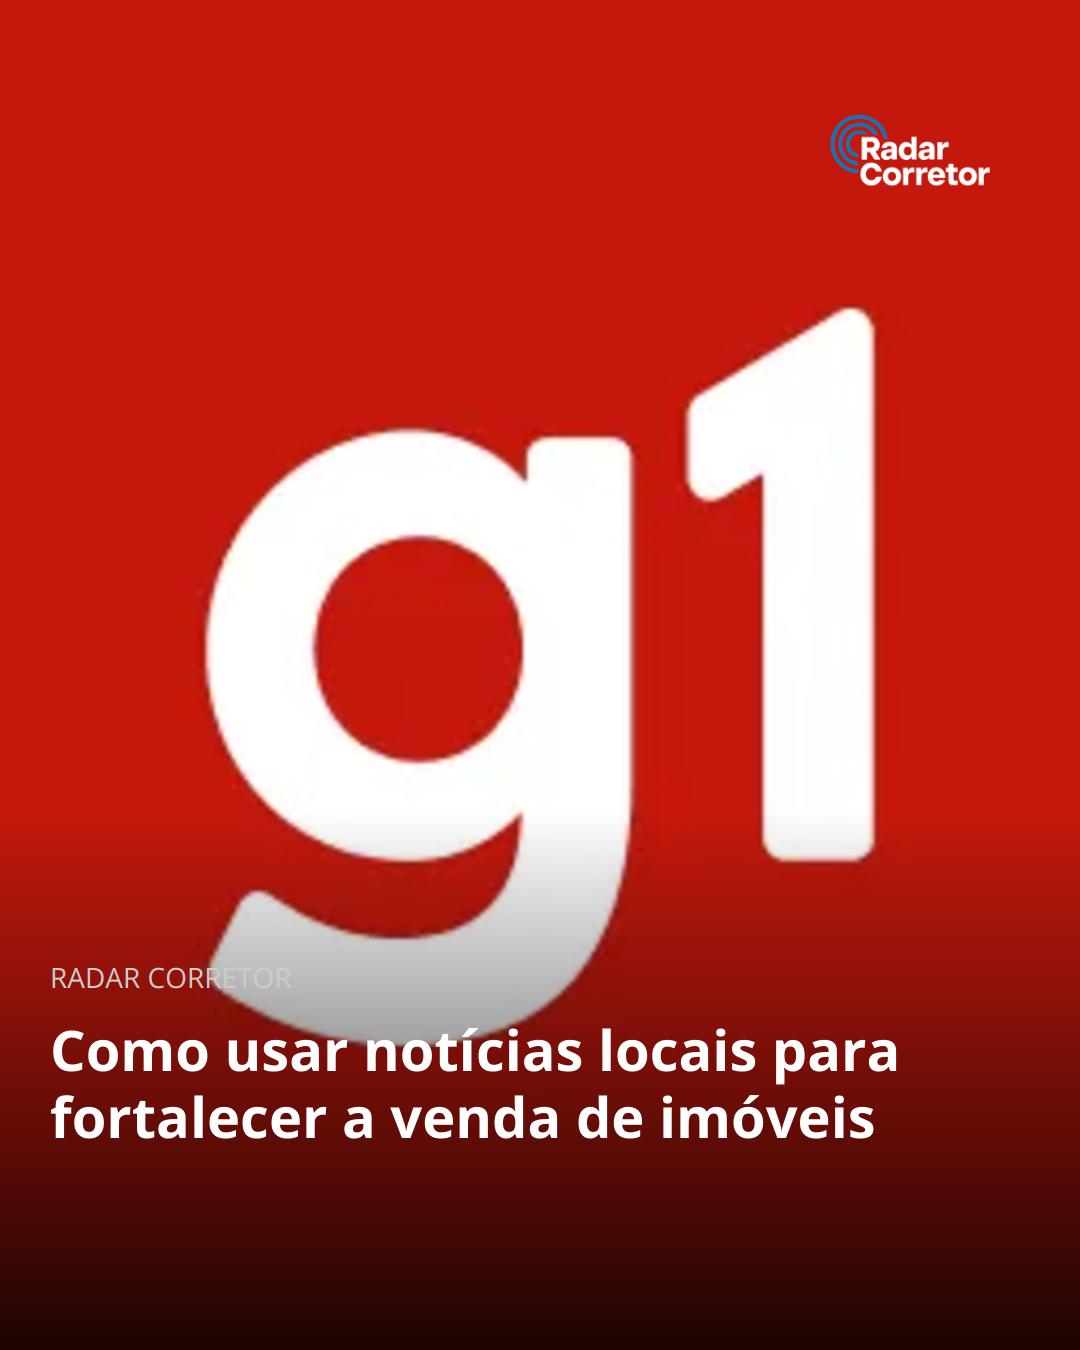 Radar
Corretor
g1
RADAR CORRETOR
Como usar notícias locais para
fortalecer a venda de imóveis